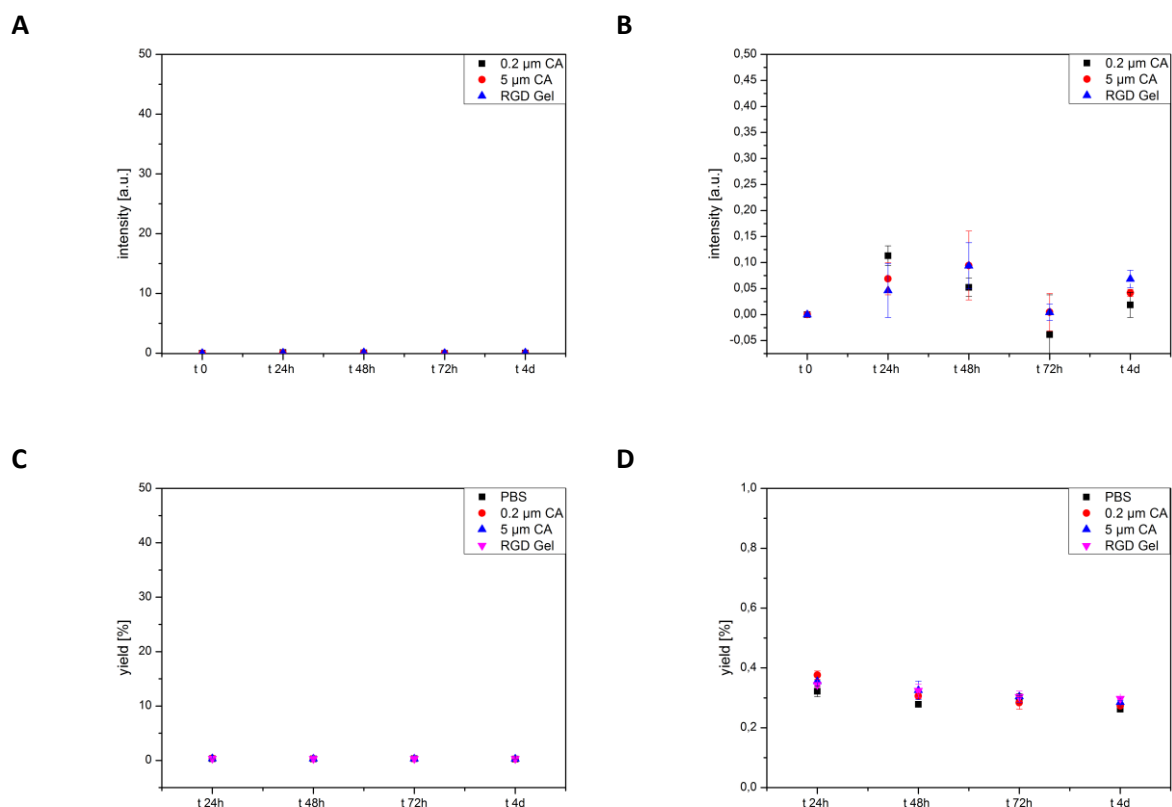 A
50
40
30
20
10
0
intensity [a.u.]
0.2 µm CA
5 µm CA
RGD Gel
t 0
t 24h
t 48h
t 72h
t 4d
B
0,50
0,45
0,40
0,35
0,30
0,25
0,20
0,15
0,10
0,05
0,00
-0,05
intensity [a.u.]
0.2 µm CA
5 µm CA
RGD Gel
t 0
t 24h
t 48h
t 72h
t 4d
C
50
40
30
20
10
0
yield [%]
PBS
0.2 µm CA
5 µm CA
RGD Gel
t 24h
t 48h
t 72h
t 4d
D
1,0
0,8
0,6
0,4
0,2
0,0
yield [%]
PBS
0.2 µm CA
5 µm CA
RGD Gel
t 24h
t 48h
t 72h
t 4d